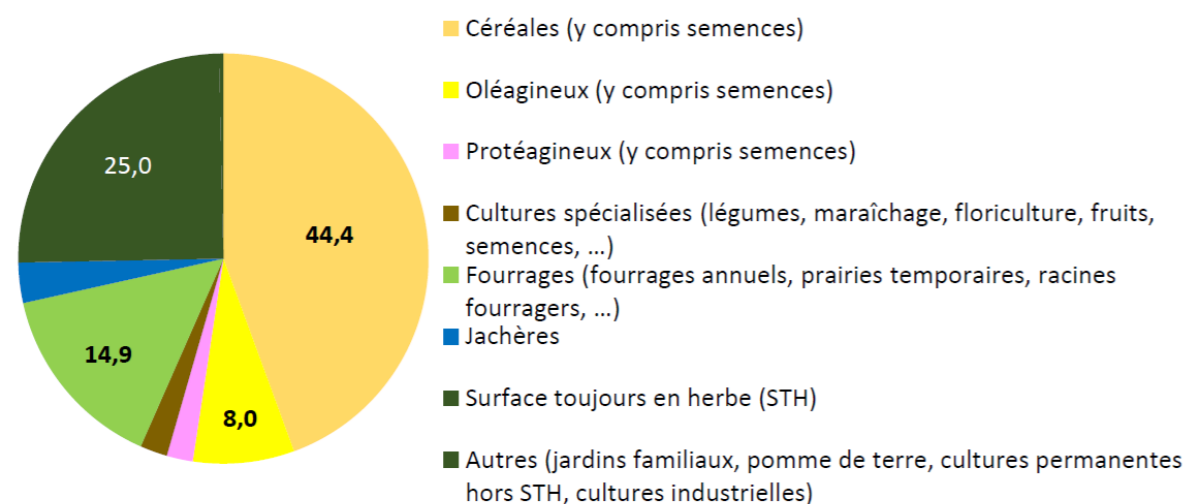 Céréales (y compris semences)
Oléagineux (y compris semences)
Protéagineux (y compris semences)
Cultures spécialisées (légumes, maraîchage, floriculture, fruits,
semences, ...)
Fourrages (fourrages annuels, prairies temporaires, racines
fourragers, ...)
Jachères
Surface toujours en herbe (STH)
Autres (jardins familiaux, pomme de terre, cultures permanentes
hors STH, cultures industrielles)
25,0
44,4
14,9
8,0